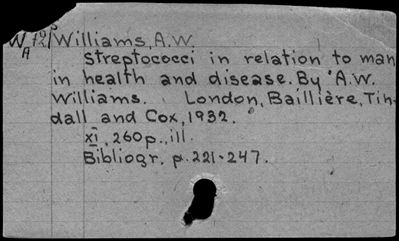 W 721 Williams, A.W.
A Streptococci in relation to man
in health and disease. By A.W.
Williams. London, Baillière, Tin-
dall and Cox, 1932.
xi, 260p., ill.
Bibliogr. p. 221-247.